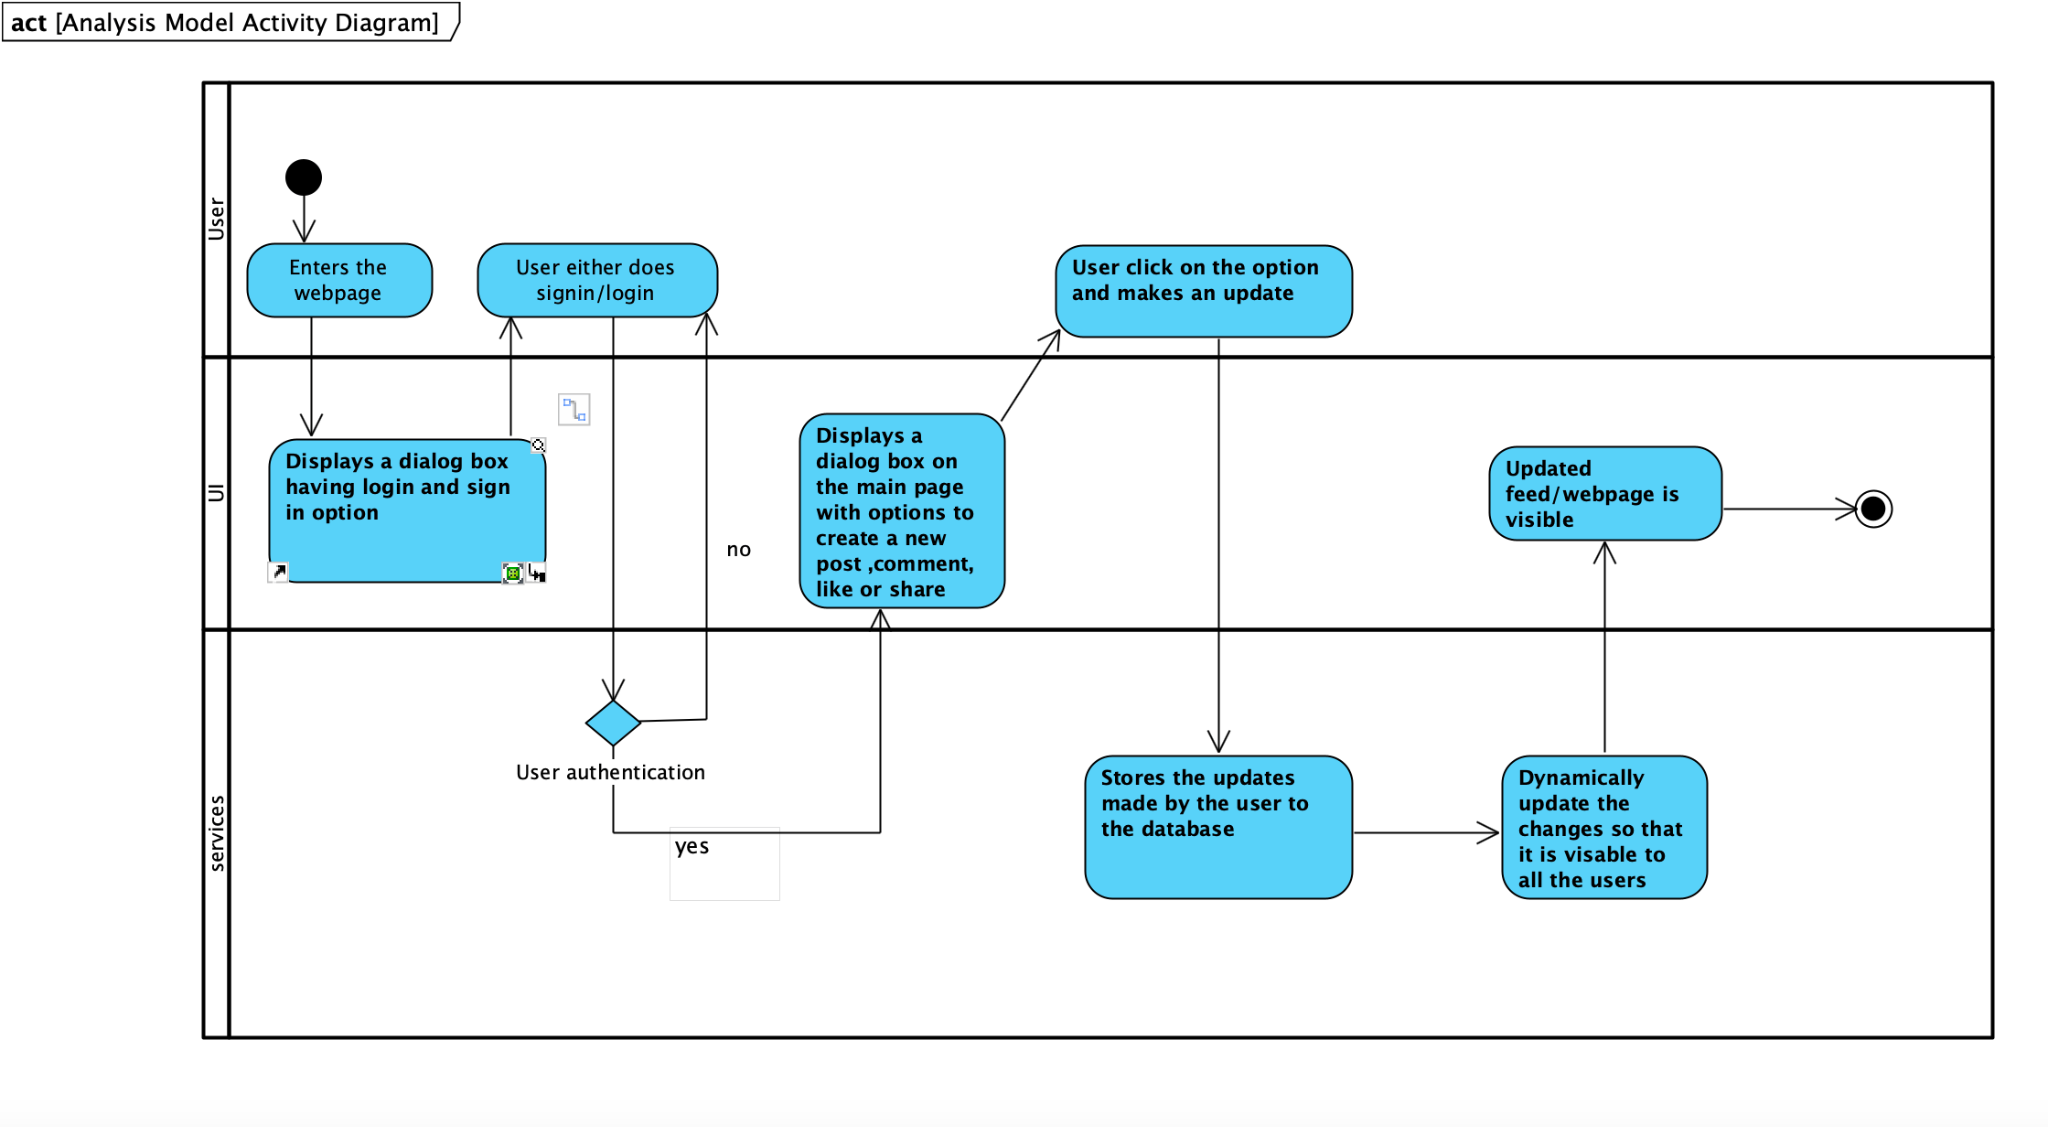 act [Analysis Model Activity Diagram]
User
Enters the
webpage
User either does
signin/login
User click on the option
and makes an update
UI
Displays a dialog box
having login and sign
in option
no
Displays a
dialog box on
the main page
with options to
create a new
post ,comment,
like or share
Updated
feed/webpage is
visible
services
User authentication
yes
Stores the updates
made by the user to
the database
Dynamically
update the
changes so that
it is visable to
all the users